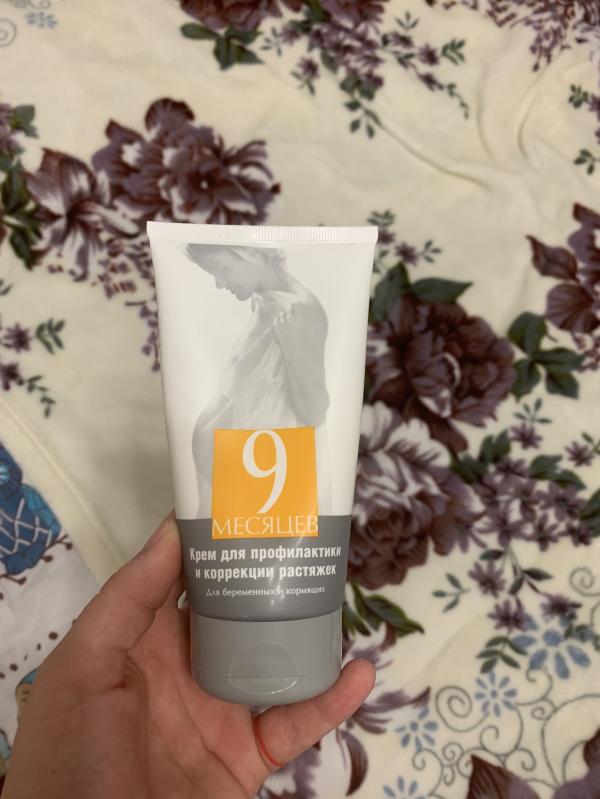 9
МЕСЯЦЕВ
Крем для профилактики
и коррекции растяжек
Для беременных и кормящих